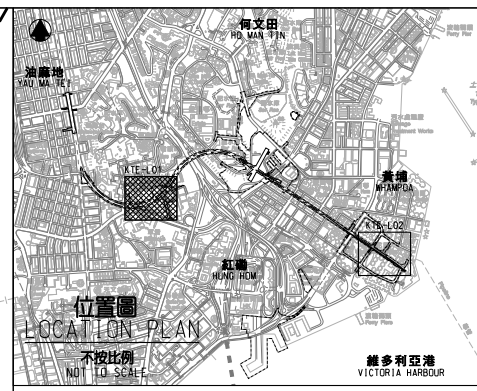 何文田
HO MAN TIN
油麻地
YAU MA TEI
KTE-L01
黃埔
WHAMPOA
KTE-L02
紅磡
HUNG HOM
位置圖
LOCATION PLAN
不按比例
NOT TO SCALE
維多利亞港
VICTORIA HARBOUR